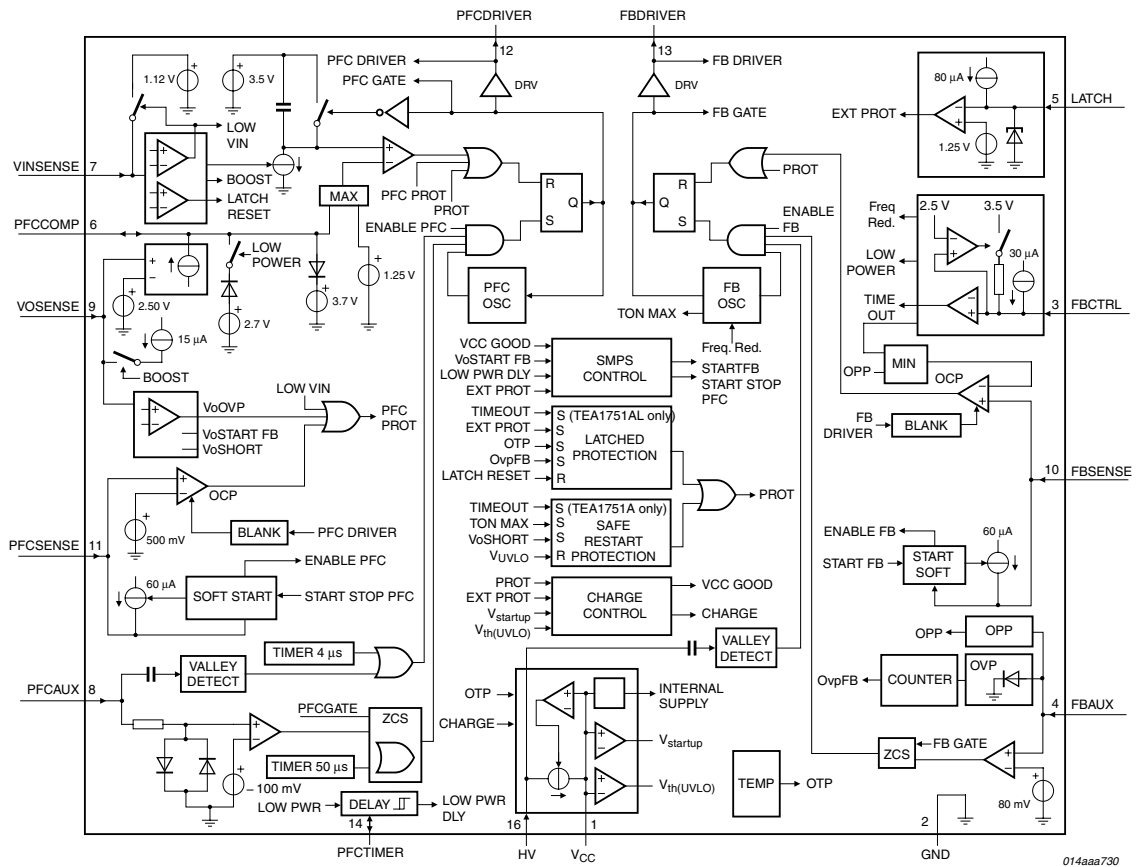 PFCDRIVER
FBDRIVER
12
13
PFC DRIVER
PFC GATE
DRV
DRV
FB DRIVER
FB GATE
1.12 V
3.5 V
LOW
VIN
VINSENSE
7
BOOST
LATCH
RESET
PFC PROT
PROT
MAX
R
Q
S
ENABLE PFC
PFC
OSC
R
Q
S
PROT
ENABLE
FB
FB
OSC
TON MAX
Freq. Red.
80 μA
EXT PROT
1.25 V
5
LATCH
Freq
Red.
2.5 V
3.5 V
LOW
POWER
30 μA
TIME
OUT
3
FBCTRL
PFCCOMP
6
LOW
POWER
1.25 V
2.50 V
2.7 V
3.7 V
VOSENSE
9
15 μA
BOOST
MIN
OPP
OCP
FB
DRIVER
BLANK
10
FBSENSE
LOW VIN
VoOVP
VoSTART FB
VoSHORT
PFC
PROT
VCC GOOD
VoSTART FB
LOW PWR DLY
EXT PROT
SMPS
CONTROL
STARTFB
START STOP
PFC
TIMEOUT
EXT PROT
OTP
OvpFB
LATCH RESET
S (TEA1751AL only)
S
S
S
R
LATCHED
PROTECTION
PROT
TIMEOUT
TON MAX
VoSHORT
VUVLO
S (TEA1751A only)
S
S
R
SAFE
RESTART
PROTECTION
OCP
500 mV
BLANK
PFC DRIVER
PFCSENSE
11
ENABLE PFC
60 μA
SOFT START
START STOP PFC
PROT
EXT PROT
Vstartup
Vth(UVLO)
CHARGE
CONTROL
VCC GOOD
CHARGE
ENABLE FB
START FB
START
SOFT
60 μA
OPP
OPP
OvpFB
COUNTER
OVP
4
FBAUX
TIMER 4 μs
VALLEY
DETECT
PFCAUX
8
VALLEY
DETECT
OTP
CHARGE
INTERNAL
SUPPLY
Vstartup
Vth(UVLO)
PFCGATE
ZCS
TIMER 50 μs
– 100 mV
LOW PWR
DELAY
LOW PWR
DLY
TEMP
OTP
ZCS
FB GATE
80 mV
14
PFCTIMER
16
HV
1
VCC
2
GND
014aaa730